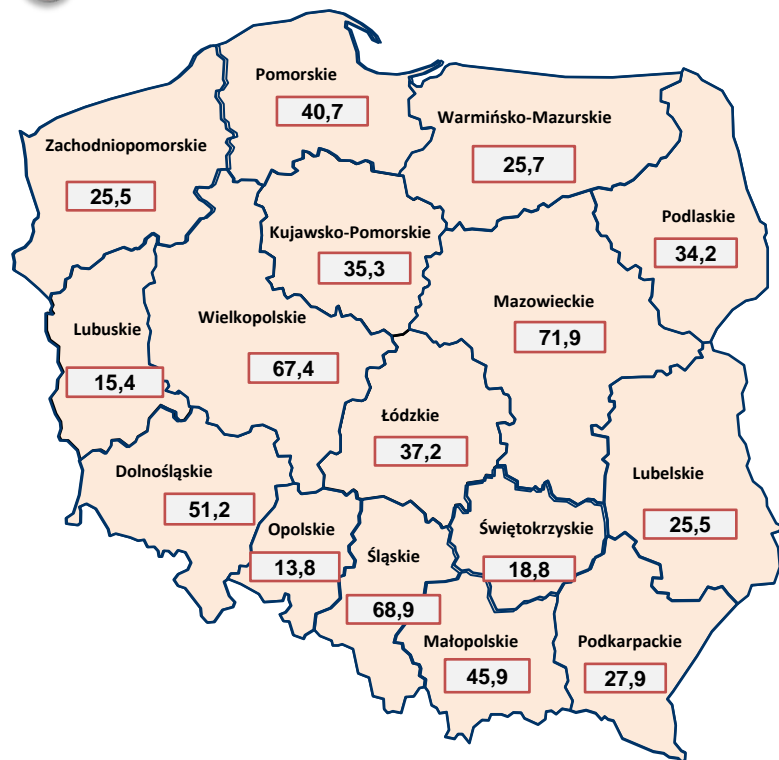 Pomorskie
40,7
Warmińsko-Mazurskie
25,7
Zachodniopomorskie
25,5
Podlaskie
34,2
Kujawsko-Pomorskie
35,3
Mazowieckie
71,9
Wielkopolskie
67,4
Lubuskie
15,4
Łódzkie
37,2
Dolnośląskie
51,2
Lubelskie
25,5
Opolskie
13,8
Śląskie
68,9
Świętokrzyskie
18,8
Małopolskie
45,9
Podkarpackie
27,9